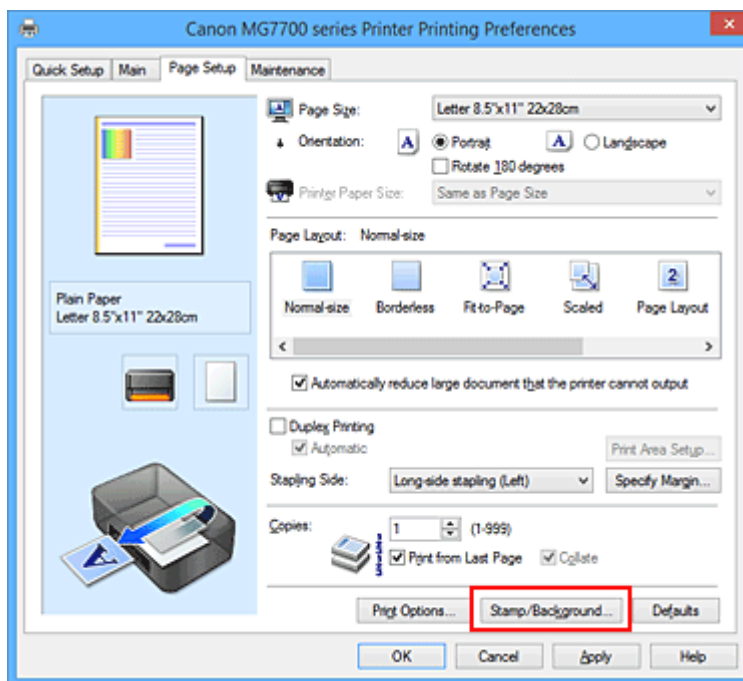 Canon MG7700 series Printer Printing Preferences
Quick Setup Main Page Setup Maintenance
Page Size: Letter 8.5"x11" 22x28cm
Orientation: A Portrait A Landscape
Rotate 180 degrees
Printer Paper Size: Same as Page Size
Page Layout: Normal-size
2
Normal-size Borderless Fit-to-Page Scaled Page Layout
Plain Paper
Letter 8.5"x11" 22x28cm
Automatically reduce large document that the printer cannot output
Duplex Printing
Automatic Print Area Setup...
Stapling Side: Long-side stapling (Left) Specify Margin...
A
Copies: 1 (1-999)
Print from Last Page Collate
Print Options... Stamp/Background... Defaults
OK Cancel Apply Help